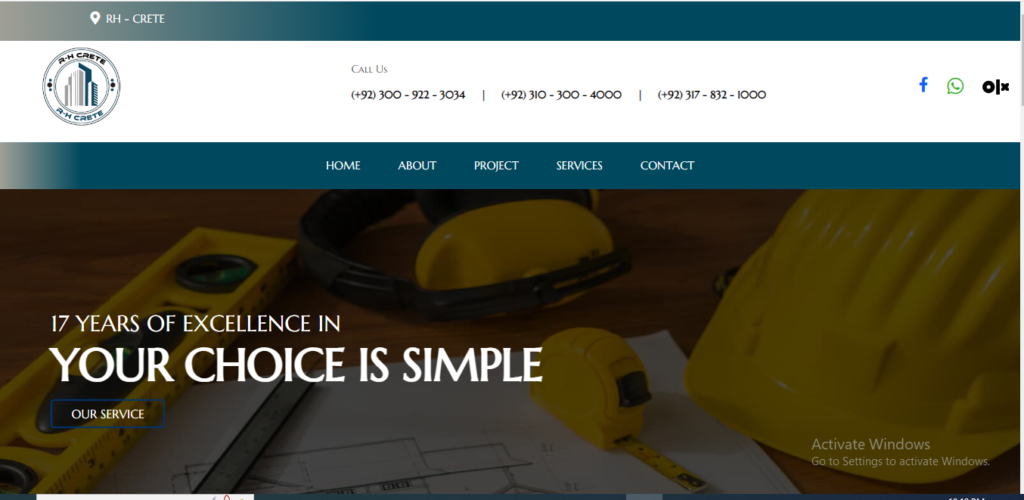 RH - CRETE
R-H CRETE
R-H CRETE
Call Us
(+92) 300 - 922 - 3034 | (+92) 310 - 300 - 4000 | (+92) 317 - 832 - 1000
olx
HOME ABOUT PROJECT SERVICES CONTACT
17 YEARS OF EXCELLENCE IN
YOUR CHOICE IS SIMPLE
OUR SERVICE
Activate Windows
Go to Settings to activate Windows.